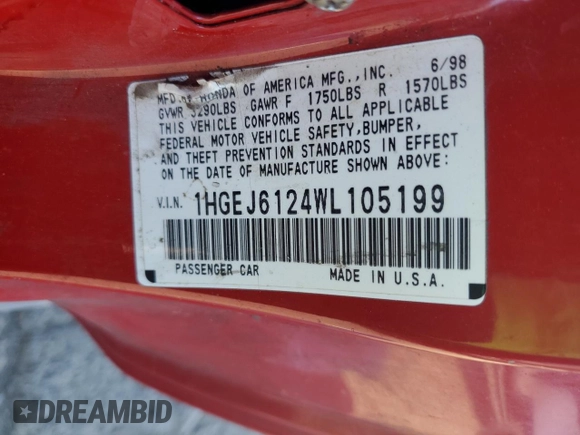 MFD. BY HONDA OF AMERICA MFG.,INC. 6/98
GVWR 3290LBS GAWR F 1750LBS R 1570LBS
THIS VEHICLE CONFORMS TO ALL APPLICABLE
FEDERAL MOTOR VEHICLE SAFETY,BUMPER,
AND THEFT PREVENTION STANDARDS IN EFFECT
ON THE DATE OF MANUFACTURE SHOWN ABOVE:
V.I.N. 1HGEJ6124WL105199
PASSENGER CAR MADE IN U.S.A.
DREAMBID